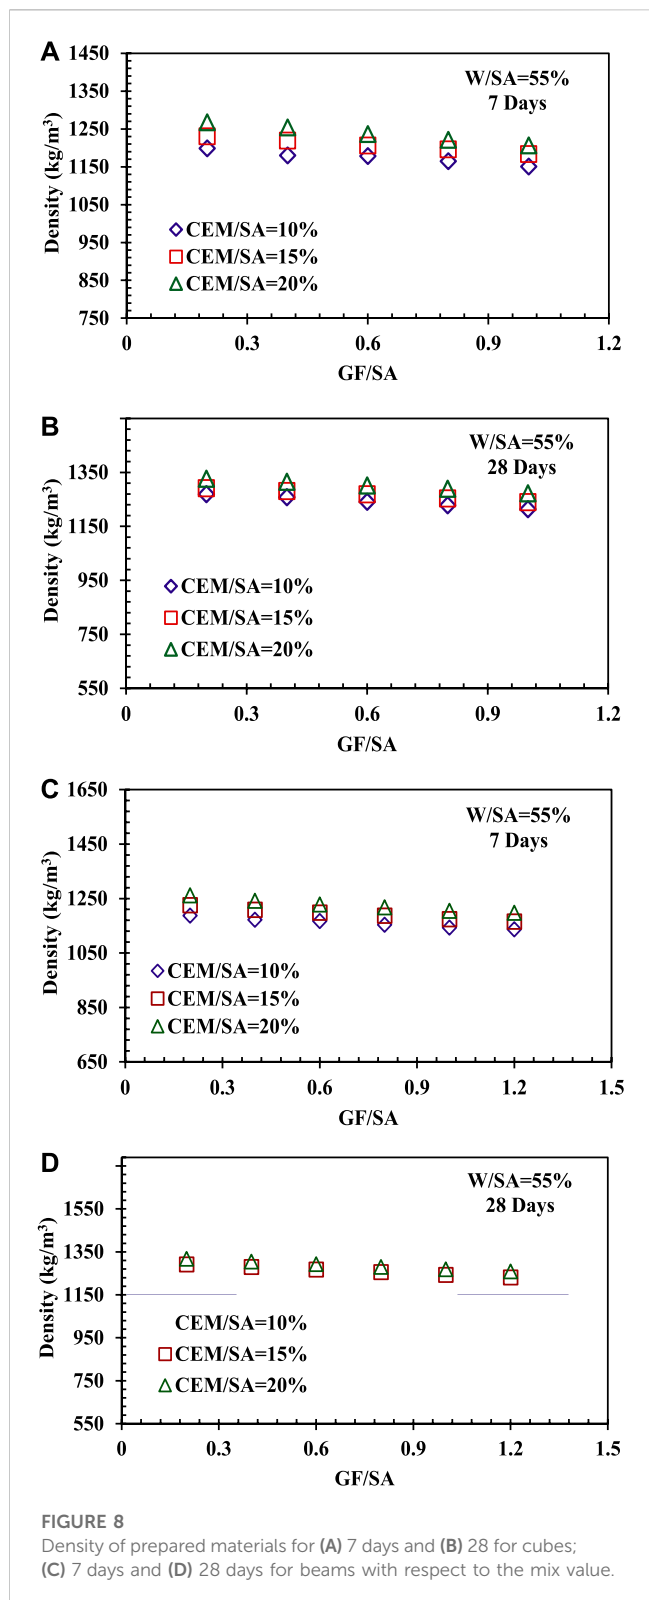 A
1450
1350
1250
1150
1050
950
850
750
Density (kg/m³)
W/SA=55%
7 Days
CEM/SA=10%
CEM/SA=15%
CEM/SA=20%
0 0.3 0.6 0.9 1.2
GF/SA
B
1350
1150
950
750
550
Density (kg/m³)
W/SA=55%
28 Days
CEM/SA=10%
CEM/SA=15%
CEM/SA=20%
0 0.3 0.6 0.9 1.2
GF/SA
C
1650
1450
1250
1050
850
650
Density (kg/m³)
W/SA=55%
7 Days
CEM/SA=10%
CEM/SA=15%
CEM/SA=20%
0 0.3 0.6 0.9 1.2 1.5
GF/SA
D
1550
1350
1150
950
750
550
Density (kg/m³)
W/SA=55%
28 Days
CEM/SA=10%
CEM/SA=15%
CEM/SA=20%
0 0.3 0.6 0.9 1.2 1.5
GF/SA
FIGURE 8
Density of prepared materials for (A) 7 days and (B) 28 for cubes;
(C) 7 days and (D) 28 days for beams with respect to the mix value.